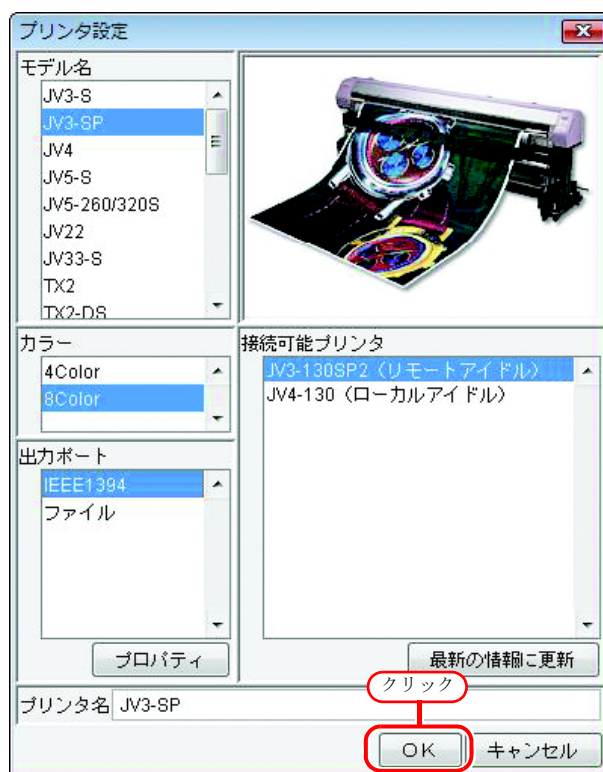 プリンタ設定
モデル名
JV3-S
JV3-SP
JV4
JV5-S
JV5-260/320S
JV22
JV33-S
TX2
TX2-DS
カラー
4Color
8Color
出力ポート
IEEE1394
ファイル
プロパティ
接続可能プリンタ
JV3-130SP2（リモートアイドル）
JV4-130（ローカルアイドル）
最新の情報に更新
クリック
プリンタ名 JV3-SP
OK キャンセル